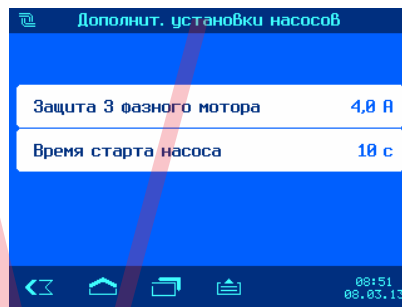 Дополнит. установки насосов
Защита 3 фазного мотора 4,0 А
Время старта насоса 10 с
08:51
08.03.13